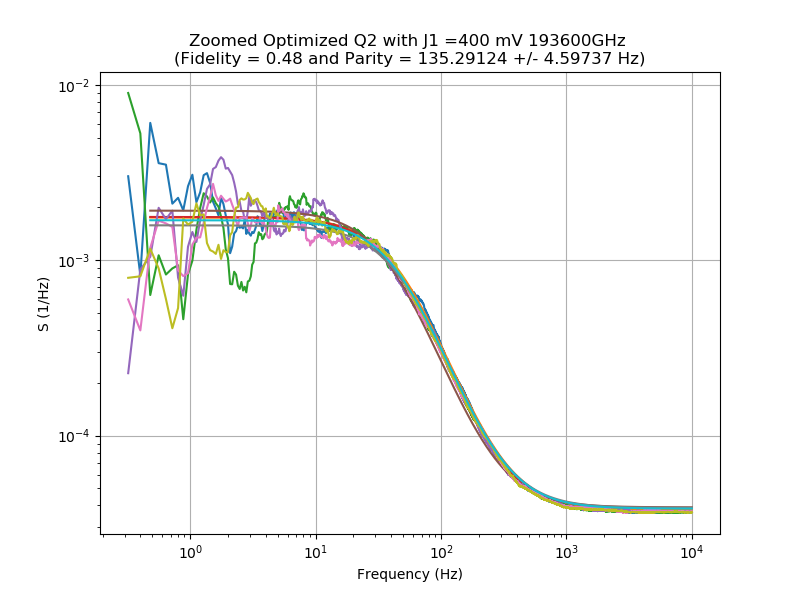 Zoomed Optimized Q2 with J1 =400 mV 193600GHz
(Fidelity = 0.48 and Parity = 135.29124 +/- 4.59737 Hz)
10⁻²
10⁻³
10⁻⁴
S (1/Hz)
10⁰ 10¹ 10² 10³ 10⁴
Frequency (Hz)